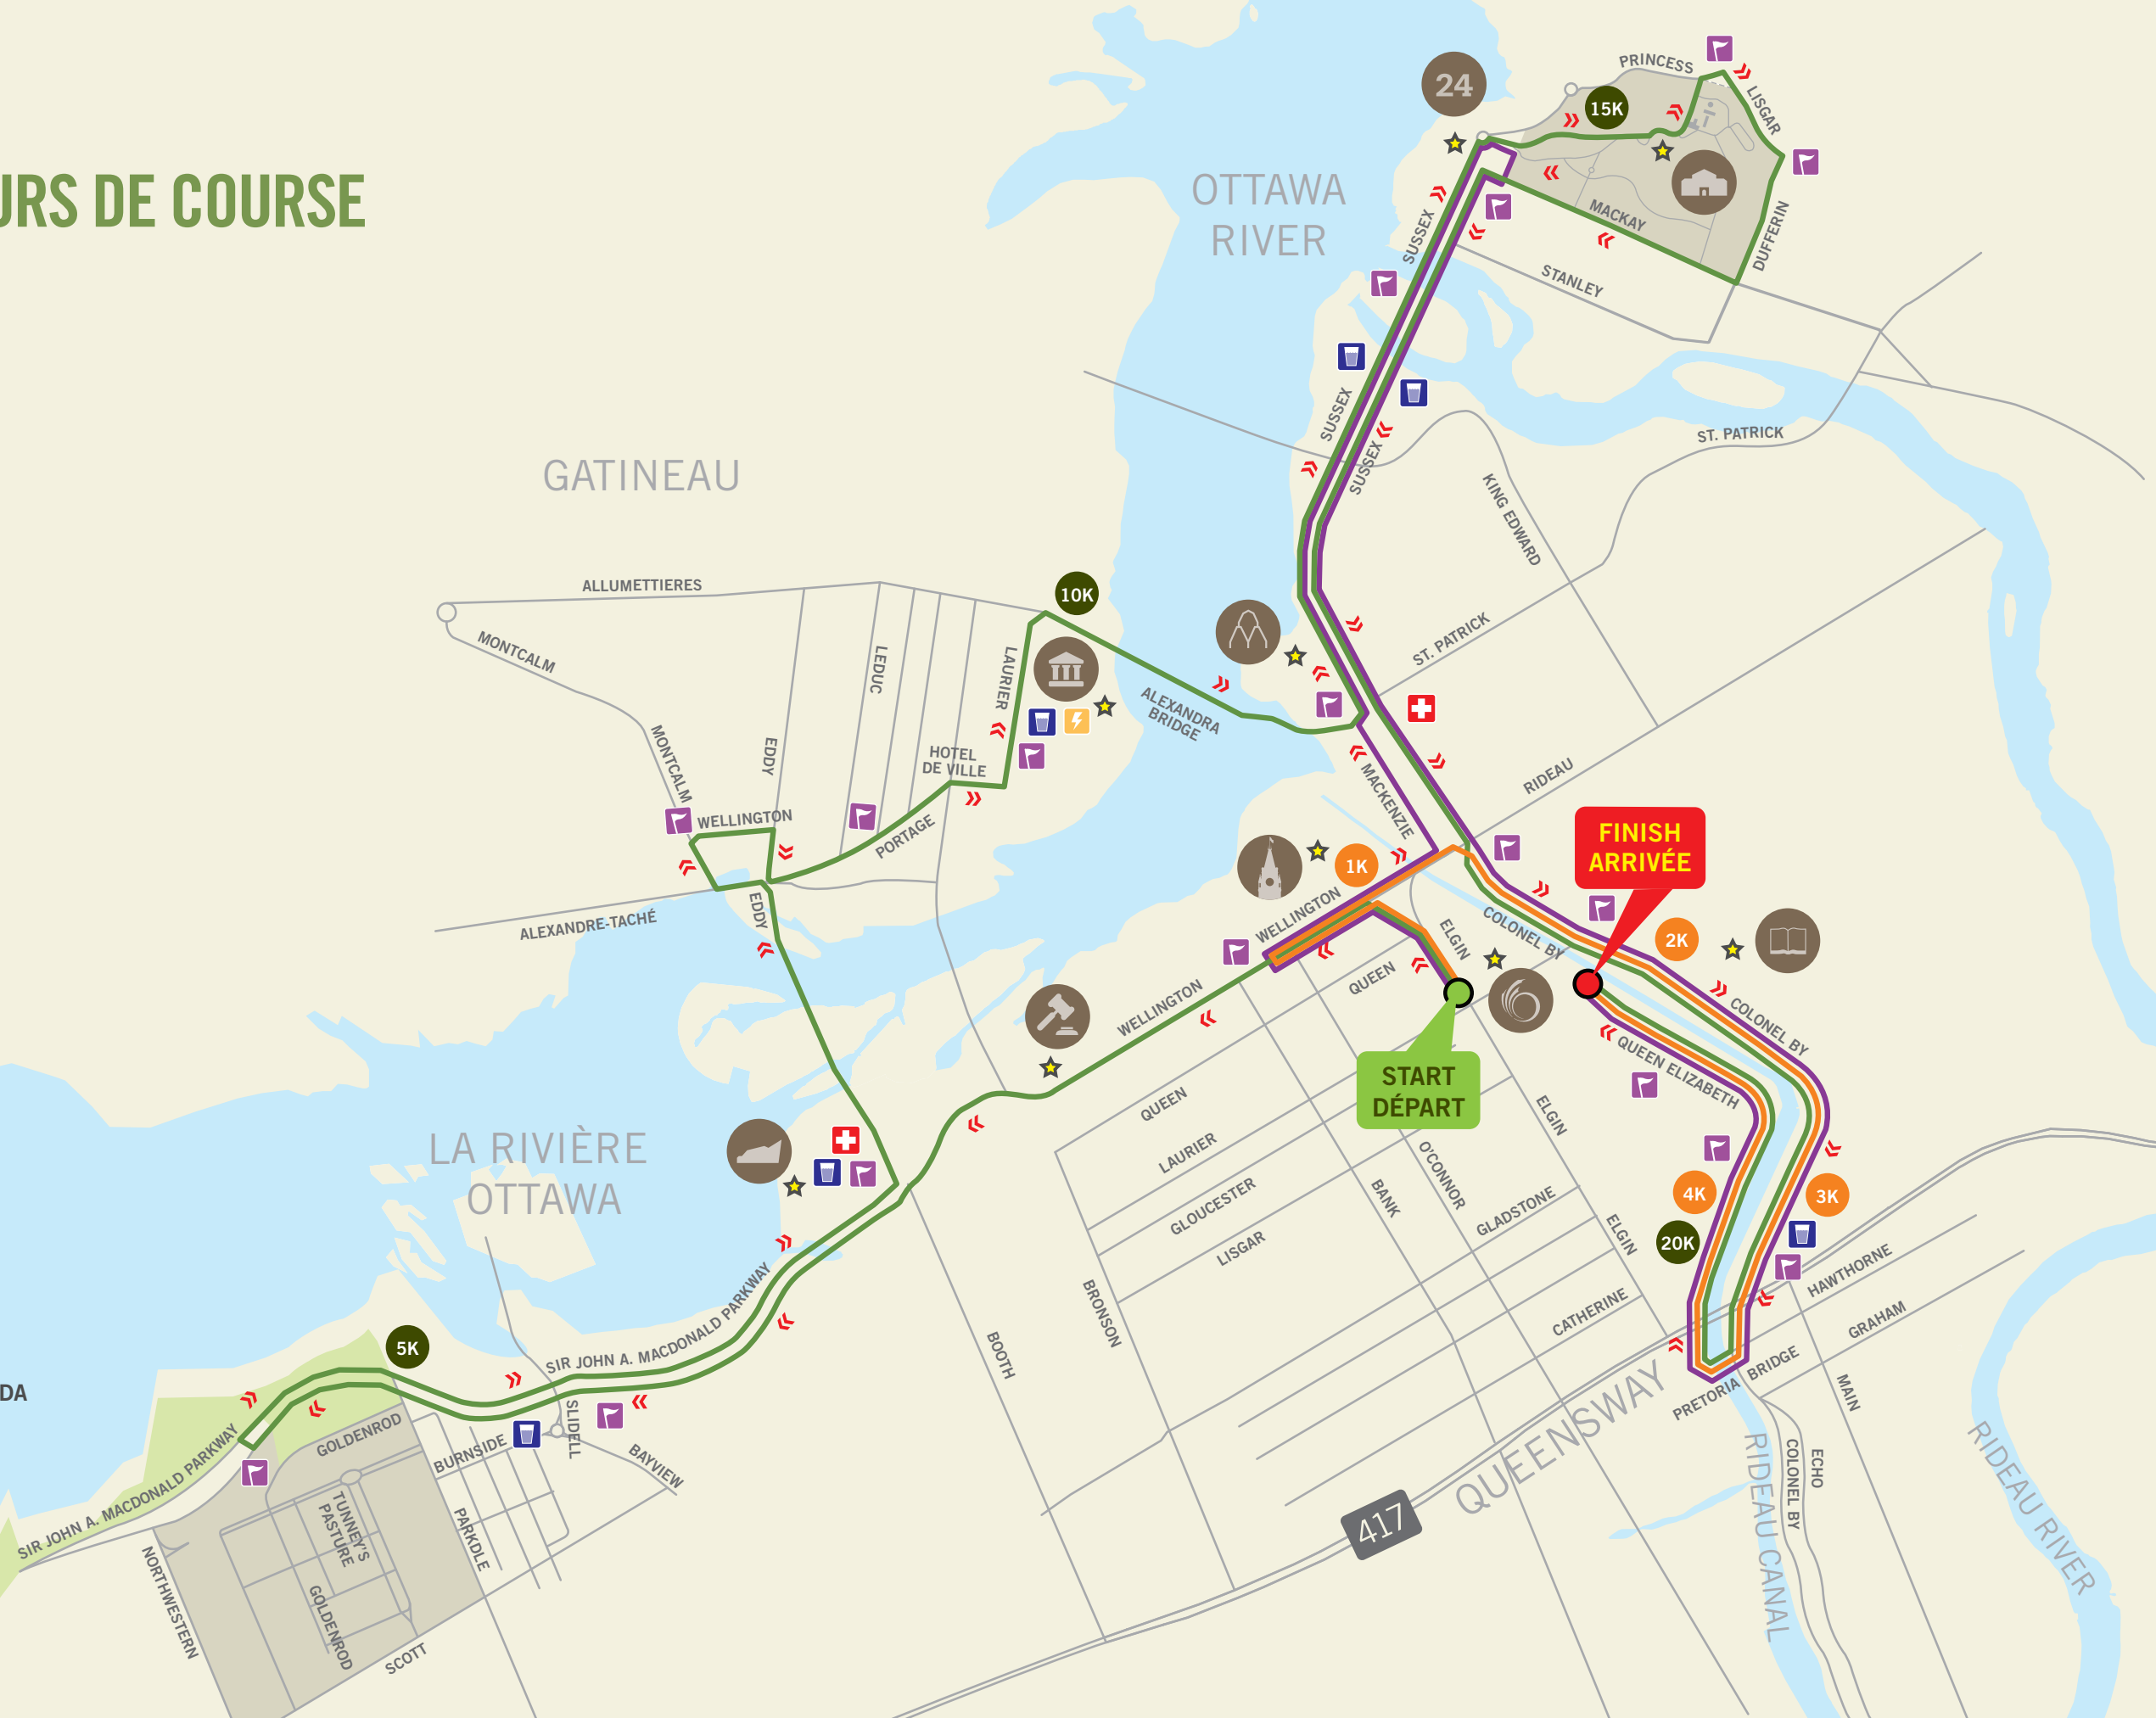 URS DE COURSE
24
PRINCESS
15K
LISGAR
OTTAWA
RIVER
SUSSEX
MACKAY
DUFFERIN
STANLEY
SUSSEX
SUSSEX
ST. PATRICK
GATINEAU
KING EDWARD
ALLUMETTIERES
10K
MONTCALM
LEDUC
LAURIER
ST. PATRICK
ALEXANDRA
BRIDGE
MONTCALM
EDDY
HOTEL
DE VILLE
RIDEAU
MACKENZIE
WELLINGTON
PORTAGE
FINISH
ARRIVÉE
1K
WELLINGTON
EDDY
ALEXANDRE-TACHÉ
ELGIN
COLONEL BY
2K
QUEEN
WELLINGTON
COLONEL BY
QUEEN ELIZABETH
START
DÉPART
QUEEN
ELGIN
LA RIVIÈRE
OTTAWA
LAURIER
O'CONNOR
BANK
GLOUCESTER
GLADSTONE
4K
3K
LISGAR
ELGIN
20K
HAWTHORNE
SIR JOHN A. MACDONALD PARKWAY
BRONSON
CATHERINE
GRAHAM
5K
BOOTH
BRIDGE
PRETORIA
MAIN
DA
QUEENSWAY
SIR JOHN A. MACDONALD PARKWAY
GOLDENROD
BURNSIDE
SLIDELL
BAYVIEW
RIDEAU CANAL
COLONEL BY
ECHO
RIDEAU RIVER
417
TUNNEY'S
PASTURE
PARKDLE
NORTHWESTERN
GOLDENROD
SCOTT